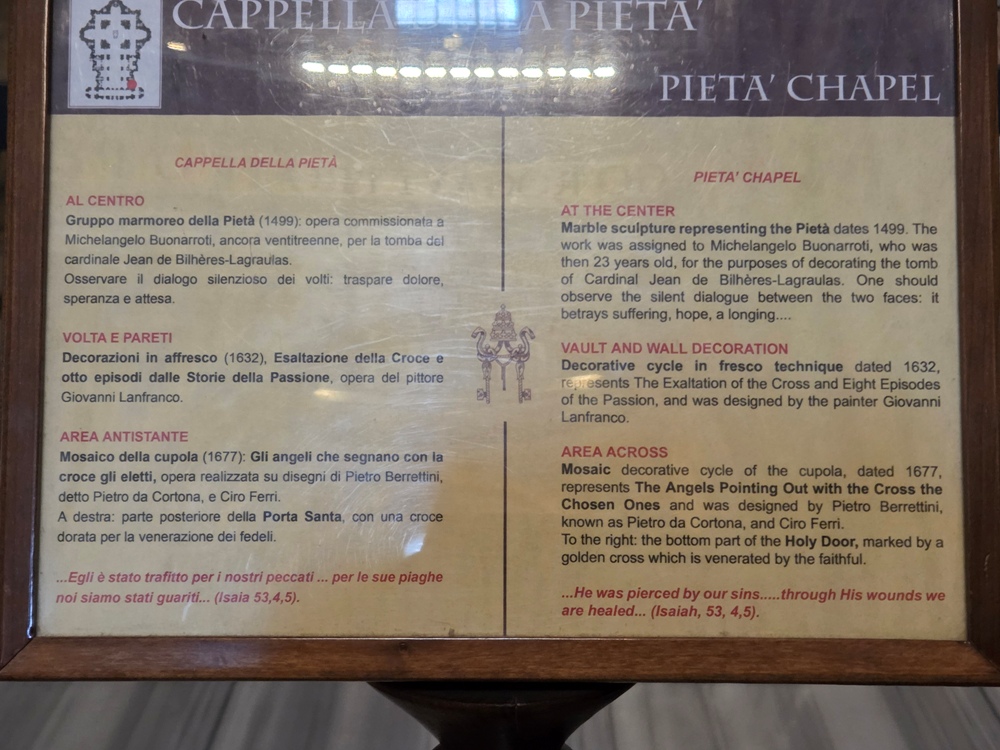 CAPPELLA DELLA PIETA'
PIETA' CHAPEL
CAPPELLA DELLA PIETÀ
AL CENTRO
Gruppo marmoreo della Pietà (1499): opera commissionata a
Michelangelo Buonarroti, ancora ventitreenne, per la tomba del
cardinale Jean de Bilhères-Lagraulas.
Osservare il dialogo silenzioso dei volti: traspare dolore,
speranza e attesa.
VOLTA E PARETI
Decorazioni in affresco (1632), Esaltazione della Croce e
otto episodi dalle Storie della Passione, opera del pittore
Giovanni Lanfranco.
AREA ANTISTANTE
Mosaico della cupola (1677): Gli angeli che segnano con la
croce gli eletti, opera realizzata su disegni di Pietro Berrettini,
detto Pietro da Cortona, e Ciro Ferri.
A destra: parte posteriore della Porta Santa, con una croce
dorata per la venerazione dei fedeli.
...Egli è stato trafitto per i nostri peccati ... per le sue piaghe
noi siamo stati guariti... (Isaia 53,4,5).
PIETA' CHAPEL
AT THE CENTER
Marble sculpture representing the Pietà dates 1499. The
work was assigned to Michelangelo Buonarroti, who was
then 23 years old, for the purposes of decorating the tomb
of Cardinal Jean de Bilhères-Lagraulas. One should
observe the silent dialogue between the two faces: it
betrays suffering, hope, a longing....
VAULT AND WALL DECORATION
Decorative cycle in fresco technique dated 1632,
represents The Exaltation of the Cross and Eight Episodes
of the Passion, and was designed by the painter Giovanni
Lanfranco.
AREA ACROSS
Mosaic decorative cycle of the cupola, dated 1677,
represents The Angels Pointing Out with the Cross the
Chosen Ones and was designed by Pietro Berrettini,
known as Pietro da Cortona, and Ciro Ferri.
To the right: the bottom part of the Holy Door, marked by a
golden cross which is venerated by the faithful.
...He was pierced by our sins.....through His wounds we
are healed... (Isaiah, 53, 4,5).